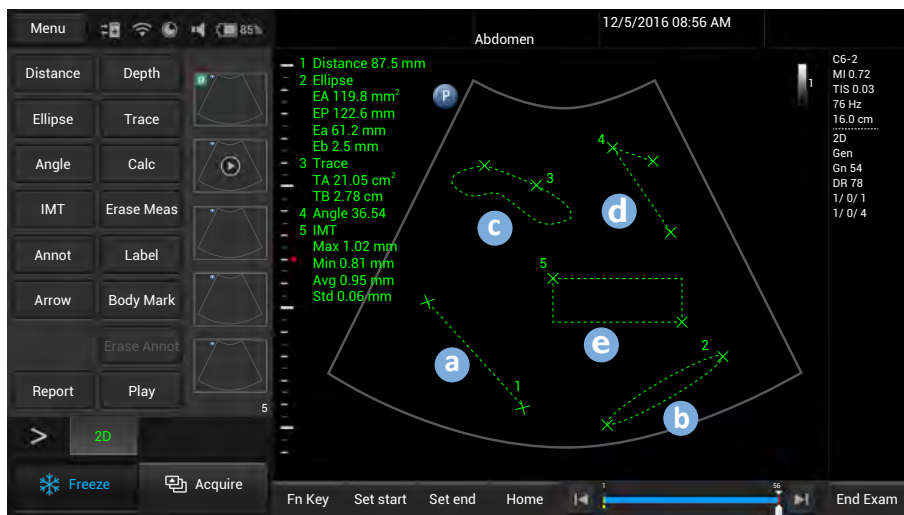 Menu
85%
Abdomen
12/5/2016 08:56 AM
Distance
Depth
Ellipse
Trace
Angle
Calc
IMT
Erase Meas
Annot
Label
Arrow
Body Mark
Erase Annot
Report
Play
5
>
2D
Freeze
Acquire
1 Distance 87.5 mm
2 Ellipse
EA 119.8 mm²
EP 122.6 mm
Ea 61.2 mm
Eb 2.5 mm
3 Trace
TA 21.05 cm²
TB 2.78 cm
4 Angle 36.54
5 IMT
Max 1.02 mm
Min 0.81 mm
Avg 0.95 mm
Std 0.06 mm
P
1
4
3
d
c
5
e
2
a
1
b
C6-2
MI 0.72
TIS 0.03
76 Hz
16.0 cm
2D
Gen
Gn 54
DR 78
1/ 0/ 1
1/ 0/ 4
Fn Key
Set start
Set end
Home
1
56
End Exam